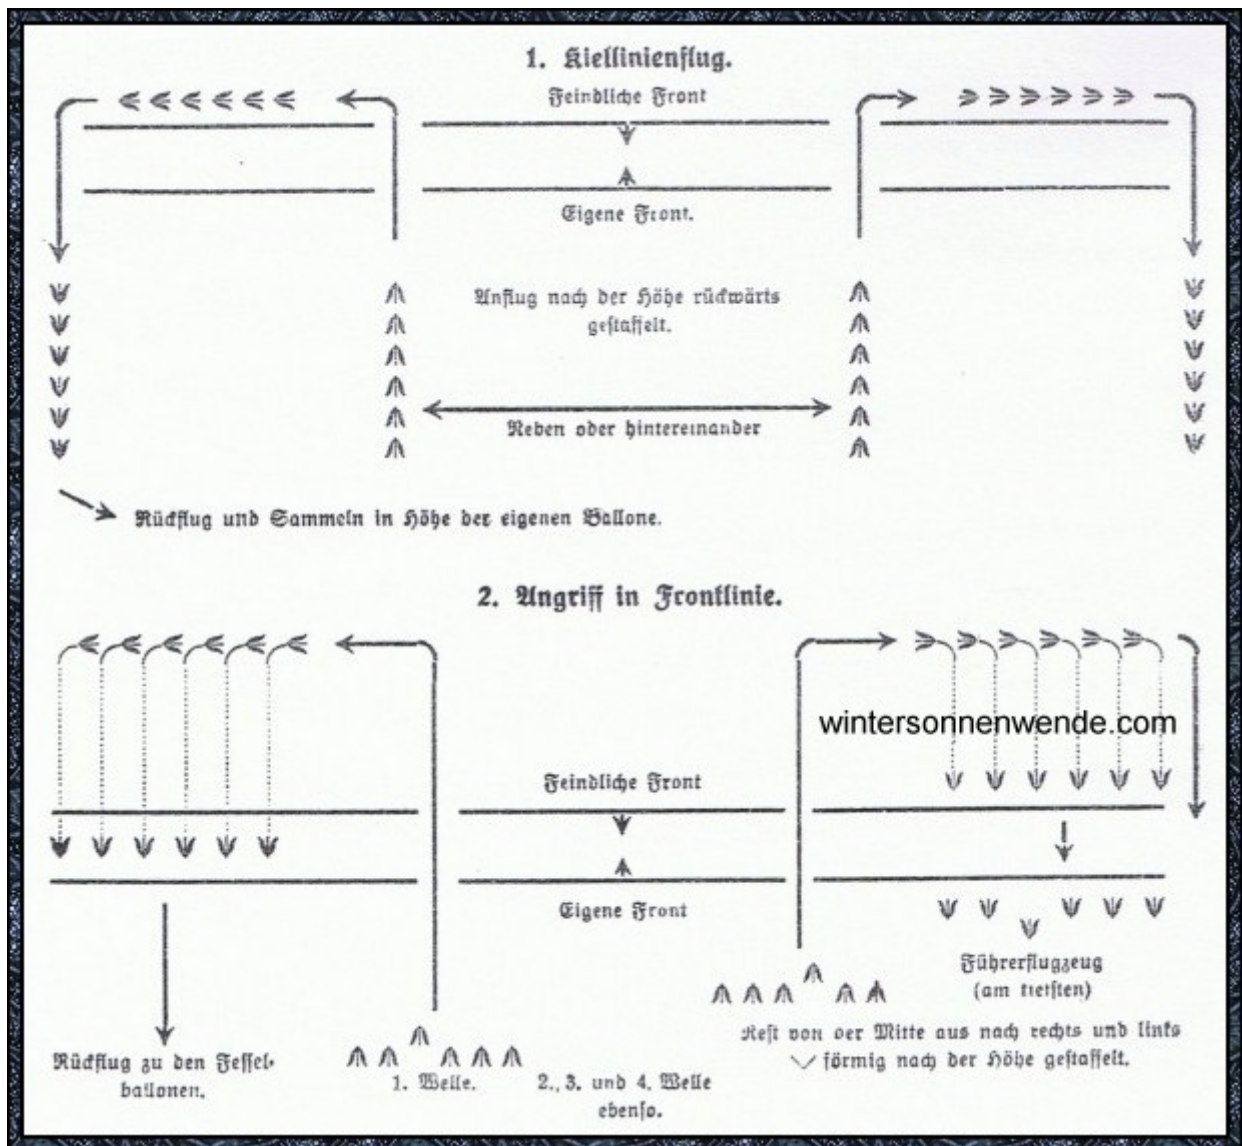 1. Kiellinienflug.
Feindliche Front
Eigene Front.
Anflug nach der Höhe rückwärts
gestaffelt.
Neben oder hintereinander
Rückflug und Sammeln in Höhe der eigenen Ballone.
2. Angriff in Frontlinie.
wintersonnenwende.com
Feindliche Front
Eigene Front
Führerflugzeug
(am tiefsten)
Rest von der Mitte aus nach rechts und links
förmig nach der Höhe gestaffelt.
Rückflug zu den Fessel-
ballonen.
1. Welle.
2., 3. und 4. Welle
ebenso.